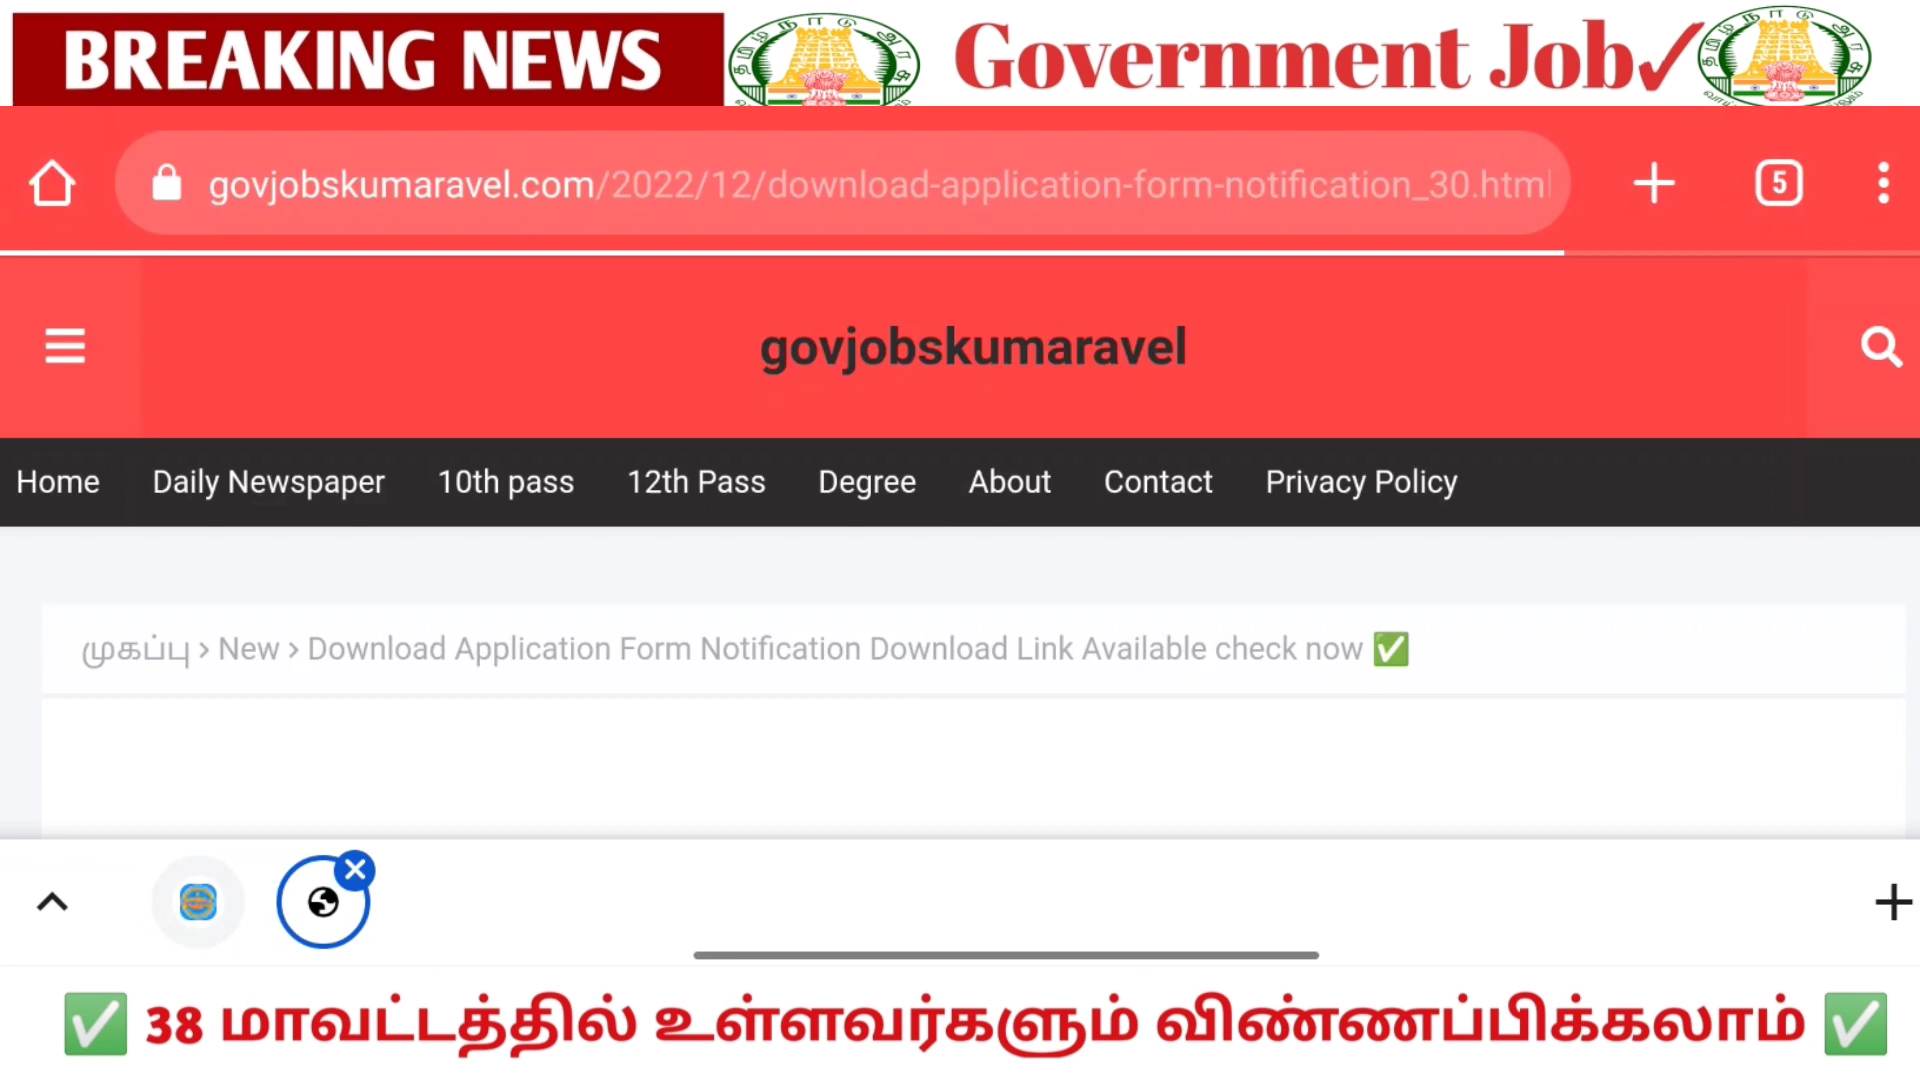 BREAKING NEWS
Government Job✓
govjobskumaravel.com/2022/12/download-application-form-notification_30.html
5
govjobskumaravel
Home Daily Newspaper 10th pass 12th Pass Degree About Contact Privacy Policy
முகப்பு › New › Download Application Form Notification Download Link Available check now ✅
✅ 38 மாவட்டத்தில் உள்ளவர்களும் விண்ணப்பிக்கலாம் ✅